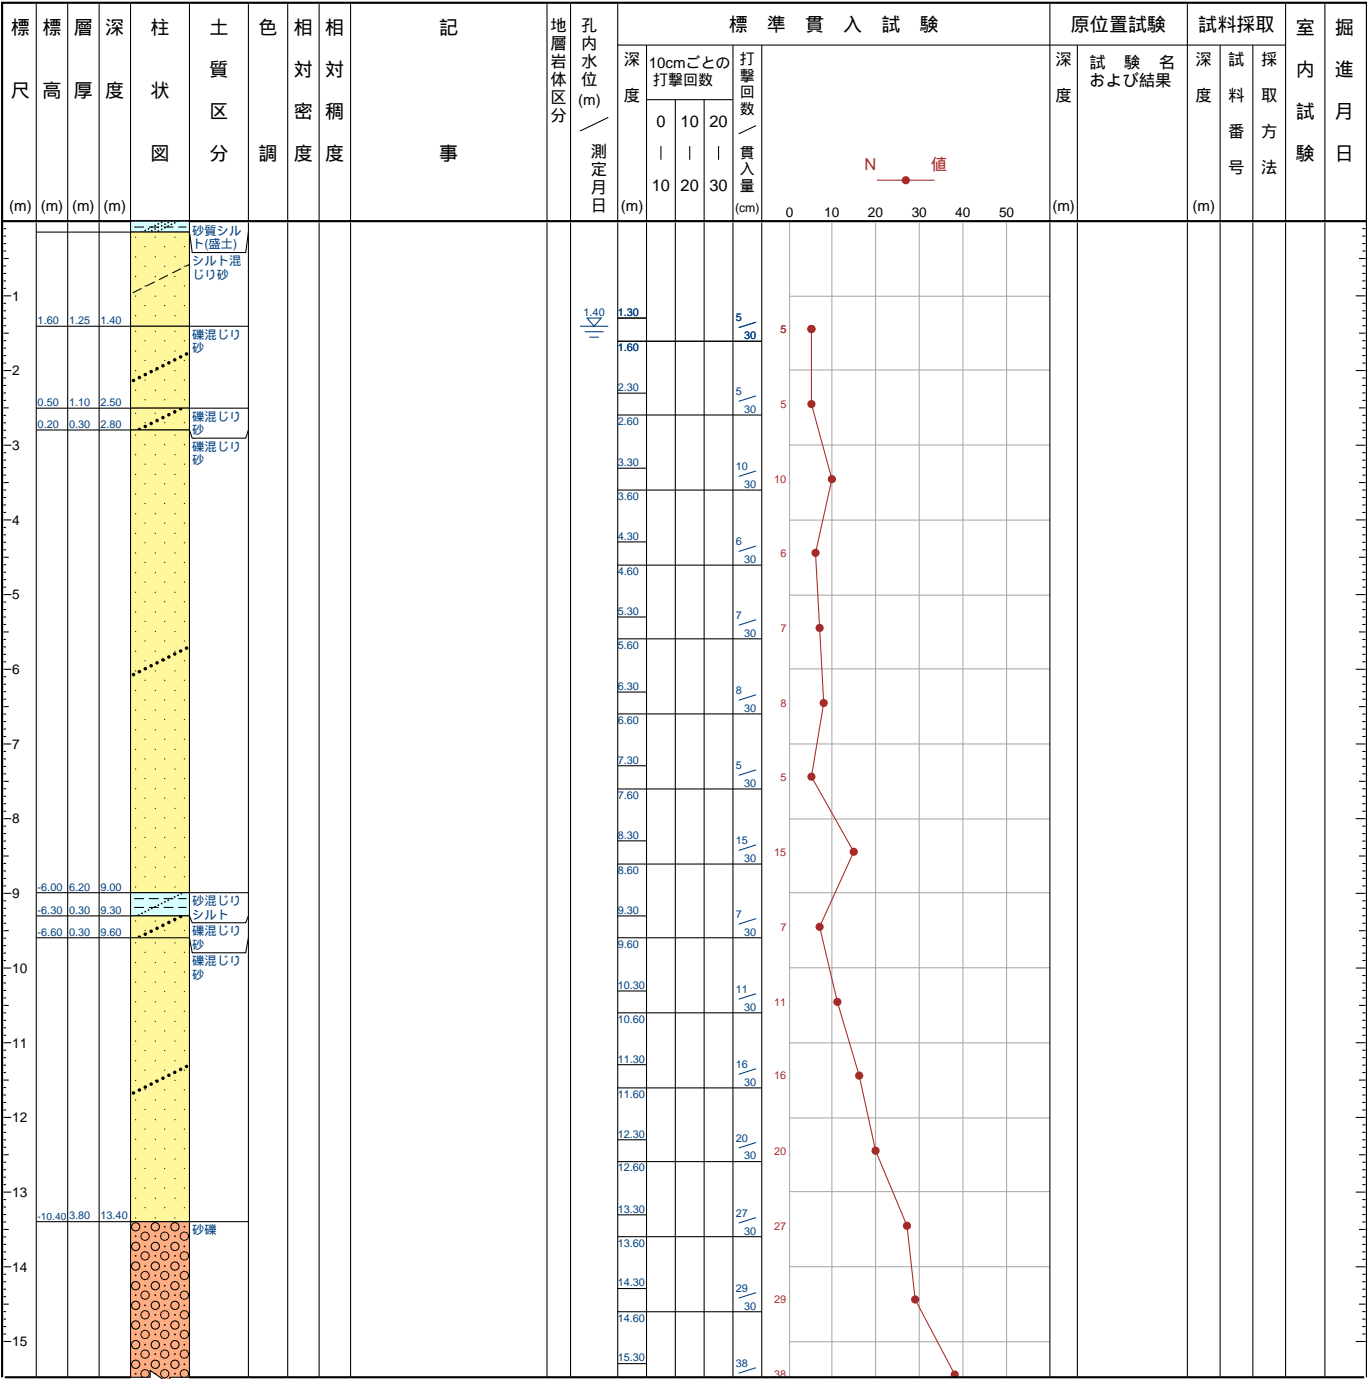 標尺(m)
標高(m)
層厚(m)
深度(m)
柱状図
土質区分
色調
相対密度
相対稠度
記事
地層岩体区分
孔内水位(m)／測定月日
標準貫入試験
深度(m)
10cmごとの
打撃回数
0 10 20
| | |
10 20 30
打撃回数／貫入量(cm)
N 値
0 10 20 30 40 50
原位置試験
深度(m)
試験名
および結果
試料採取
深度(m)
試料番号
採取方法
室内試験
掘進月日
砂質シル
ト(盛土)
シルト混
じり砂
1
1.60 1.25 1.40
1.40
1.30
5
30
5
1.60
礫混じり
砂
2
2.30
5
30
5
0.50 1.10 2.50
2.60
礫混じり
砂
0.20 0.30 2.80
礫混じり
砂
3
3.30
10
30
10
3.60
4
4.30
6
30
6
4.60
5
5.30
7
30
7
5.60
6
6.30
8
30
8
6.60
7
7.30
5
30
5
7.60
8
8.30
15
30
15
8.60
-6.00 6.20 9.00
9
砂混じり
シルト
-6.30 0.30 9.30
9.30
7
30
7
礫混じり
砂
-6.60 0.30 9.60
9.60
礫混じり
砂
10
10.30
11
30
11
10.60
11
11.30
16
30
16
11.60
12
12.30
20
30
20
12.60
13
-10.40 3.80 13.40
13.30
27
30
27
砂礫
13.60
14
14.30
29
30
29
14.60
15
15.30
38
38